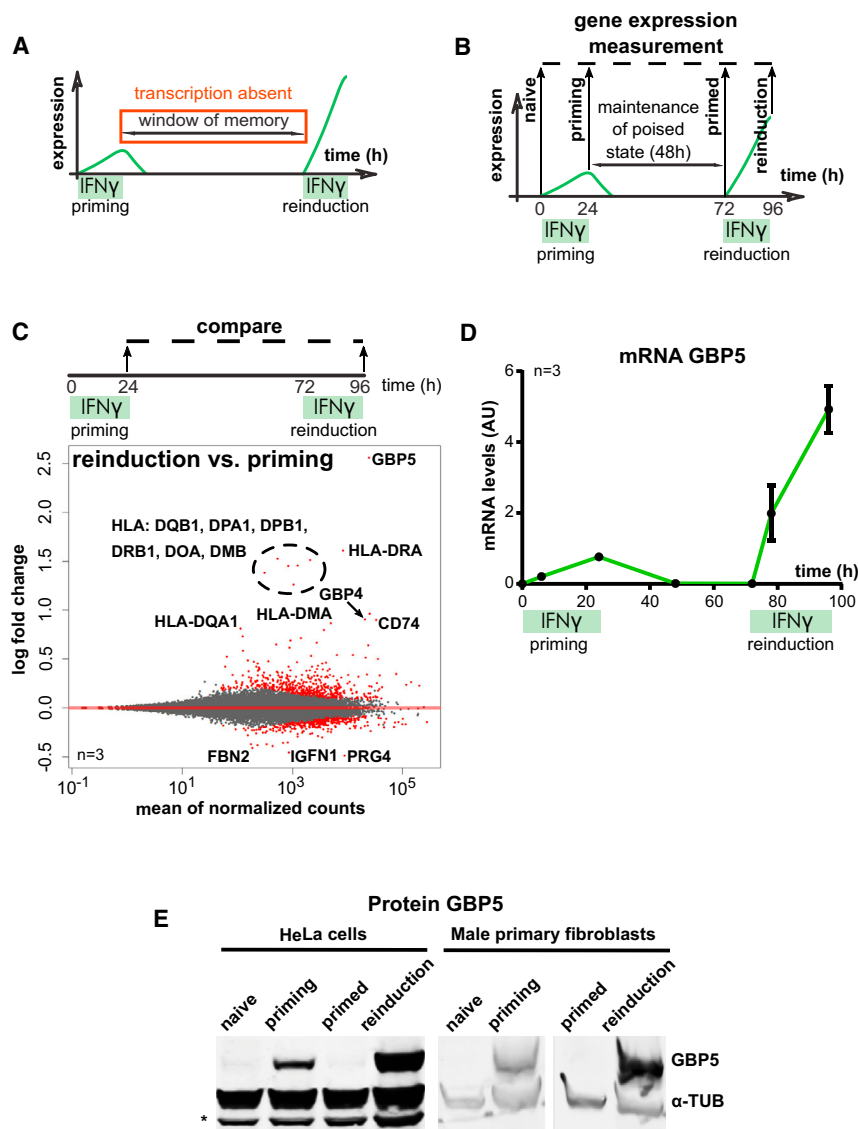 A
expression
transcription absent
window of memory
time (h)
IFNγ
priming
IFNγ
reinduction
B
gene expression
measurement
expression
naive
priming
maintenance
of poised
state (48h)
primed
reinduction
time (h)
0
24
72
96
IFNγ
priming
IFNγ
reinduction
C
compare
0
24
72
96
time (h)
IFNγ
priming
IFNγ
reinduction
reinduction vs. priming
GBP5
HLA: DQB1, DPA1, DPB1,
DRB1, DOA, DMB
HLA-DRA
GBP4
HLA-DQA1
HLA-DMA
CD74
FBN2
IGFN1
PRG4
n=3
log fold change
2.5
2.0
1.5
1.0
0.5
0.0
-0.5
10-1
101
103
105
mean of normalized counts
D
mRNA GBP5
n=3
mRNA levels (AU)
6
4
2
0
time (h)
0
20
40
60
80
100
IFNγ
priming
IFNγ
reinduction
E
Protein GBP5
HeLa cells
Male primary fibroblasts
naive
priming
primed
reinduction
naive
priming
primed
reinduction
GBP5
α-TUB
*